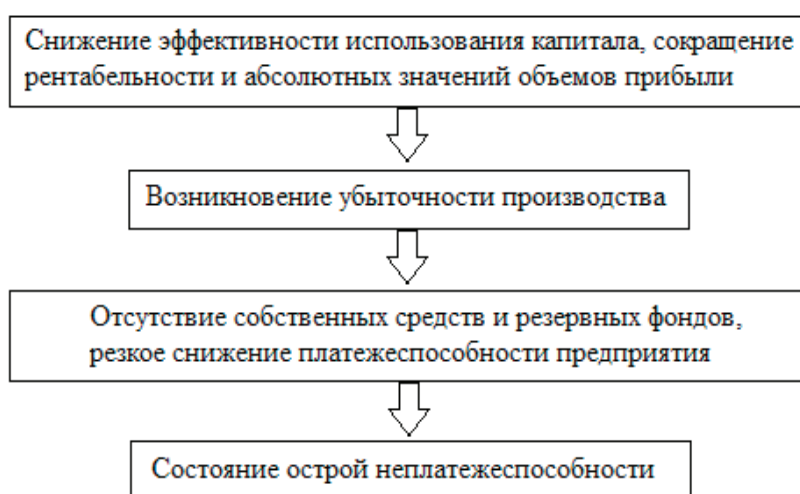 Снижение эффективности использования капитала, сокращение
рентабельности и абсолютных значений объемов прибыли
Возникновение убыточности производства
Отсутствие собственных средств и резервных фондов,
резкое снижение платежеспособности предприятия
Состояние острой неплатежеспособности